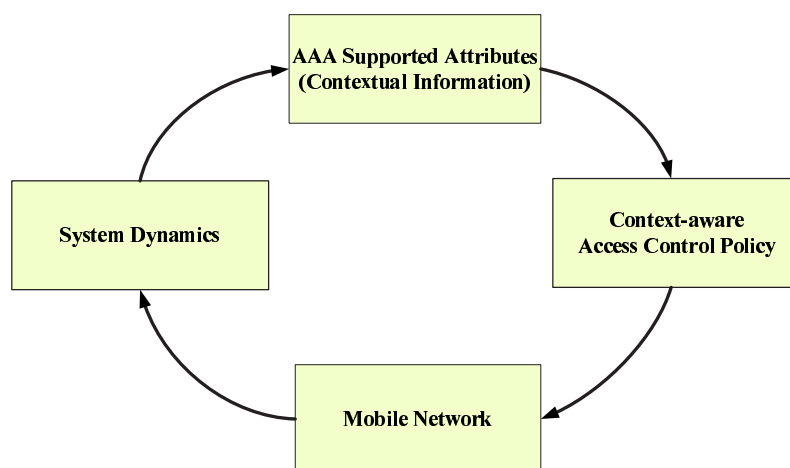 AAA Supported Attributes
(Contextual Information)
System Dynamics
Context-aware
Access Control Policy
Mobile Network